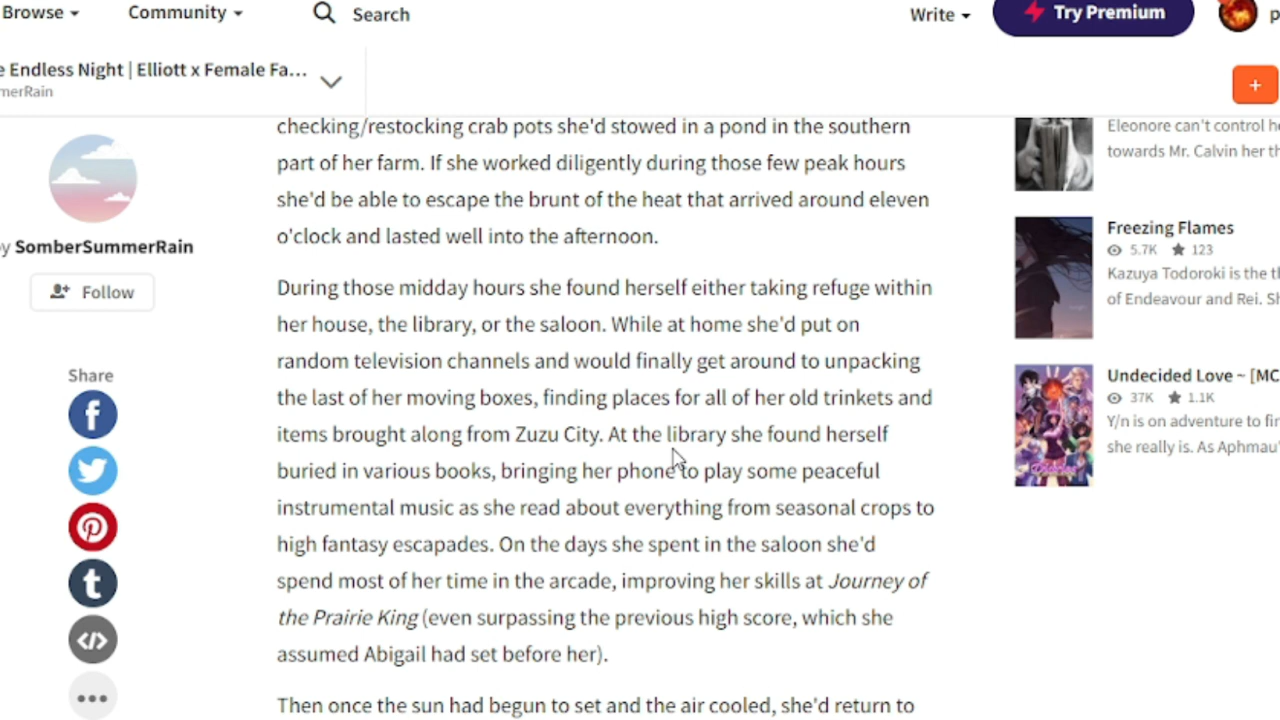 Browse
Community
Search
Write
Try Premium
p
e Endless Night | Elliott x Female Fa...
merRain
+
y SomberSummerRain
Follow
Share
checking/restocking crab pots she'd stowed in a pond in the southern
part of her farm. If she worked diligently during those few peak hours
she'd be able to escape the brunt of the heat that arrived around eleven
o'clock and lasted well into the afternoon.
During those midday hours she found herself either taking refuge within
her house, the library, or the saloon. While at home she'd put on
random television channels and would finally get around to unpacking
the last of her moving boxes, finding places for all of her old trinkets and
items brought along from Zuzu City. At the library she found herself
buried in various books, bringing her phone to play some peaceful
instrumental music as she read about everything from seasonal crops to
high fantasy escapades. On the days she spent in the saloon she'd
spend most of her time in the arcade, improving her skills at Journey of
the Prairie King (even surpassing the previous high score, which she
assumed Abigail had set before her).
Then once the sun had begun to set and the air cooled, she'd return to
Eleonore can't control h
towards Mr. Calvin her th
Freezing Flames
5.7K 123
Kazuya Todoroki is the t
of Endeavour and Rei. S
Undecided Love ~ [MC
37K 1.1K
Y/n is on adventure to fin
she really is. As Aphmau'